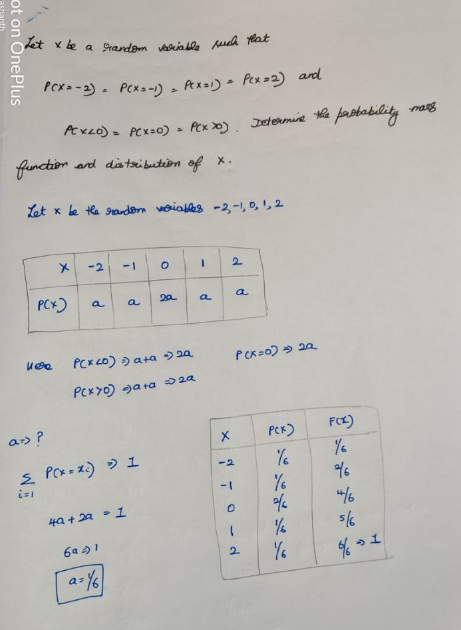 ot on OnePlus
Let x be a random variable such that
P(X=-2) = P(X=-1) = P(X=1) = P(X=2) and
P(X<0) = P(X=0) = P(X>0). Determine the probability mass
function and distribution of x.
Let x be the random variables -2,-1,0,1,2
X -2 -1 0 1 2
P(X) a a 2a a a
Here P(X<0) ⇒ a+a ⇒ 2a P(X=0) ⇒ 2a
P(X>0) ⇒ a+a ⇒ 2a
a ⇒ ?
Σ P(X=xi) ⇒ 1
i=1
4a+2a = 1
6a ⇒ 1
a = 1/6
X P(X) F(X)
-2 1/6 1/6
-1 1/6 2/6
0 2/6 4/6
1 1/6 5/6
2 1/6 6/6 ⇒ 1